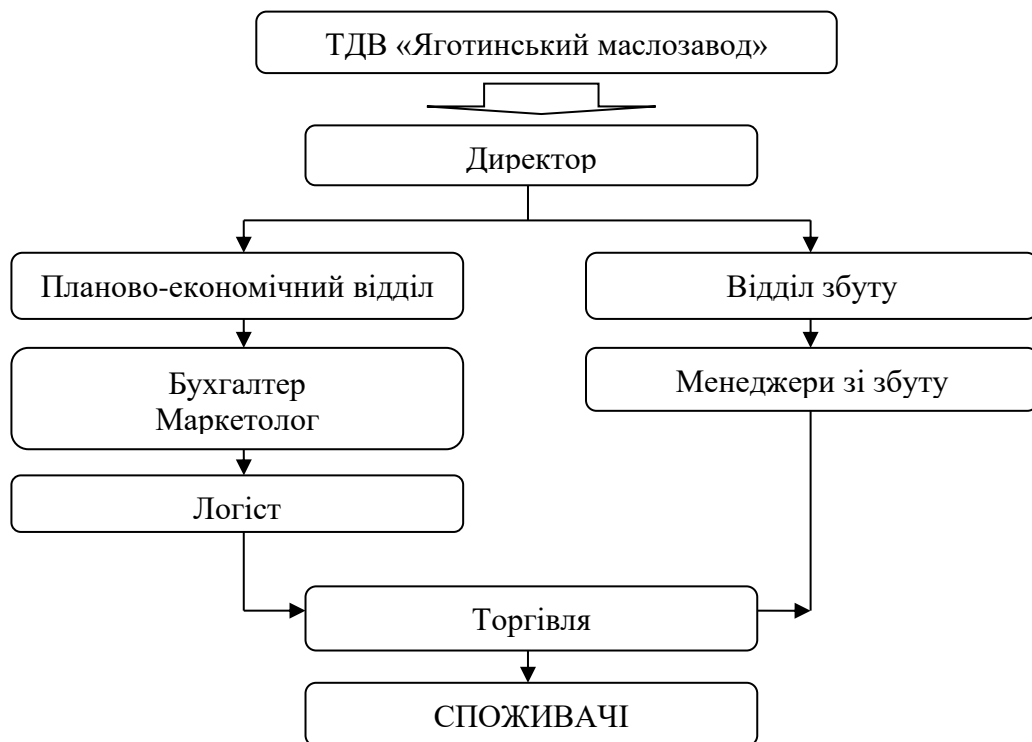 ТДВ «Яготинський маслозавод»
Директор
Планово-економічний відділ
Відділ збуту
Бухгалтер
Маркетолог
Менеджери зі збуту
Логіст
Торгівля
СПОЖИВАЧІ